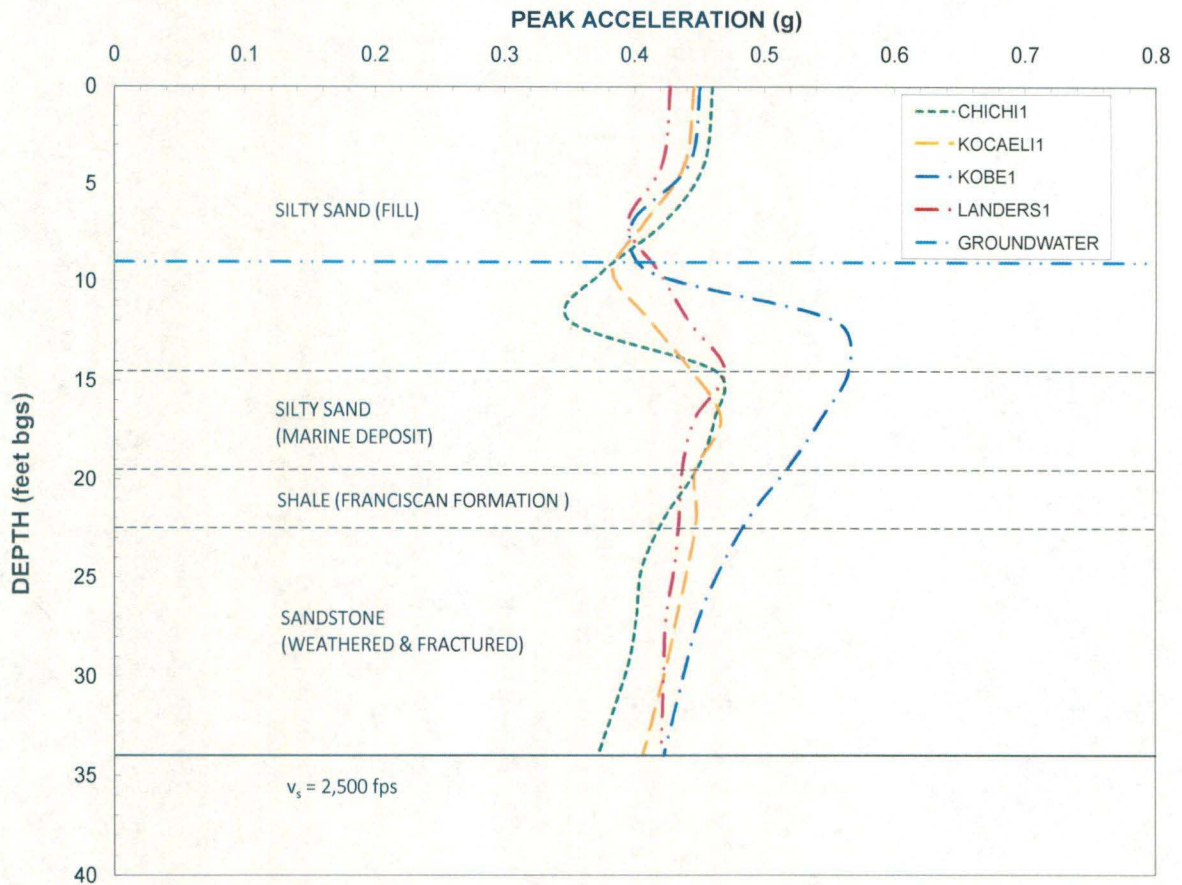 PEAK ACCELERATION (g)
0 0.1 0.2 0.3 0.4 0.5 0.6 0.7 0.8
DEPTH (feet bgs)
0
5
10
15
20
25
30
35
40
CHICHI1
KOCAELI1
KOBE1
LANDERS1
GROUNDWATER
SILTY SAND (FILL)
SILTY SAND
(MARINE DEPOSIT)
SHALE (FRANCISCAN FORMATION )
SANDSTONE
(WEATHERED & FRACTURED)
vs = 2,500 fps